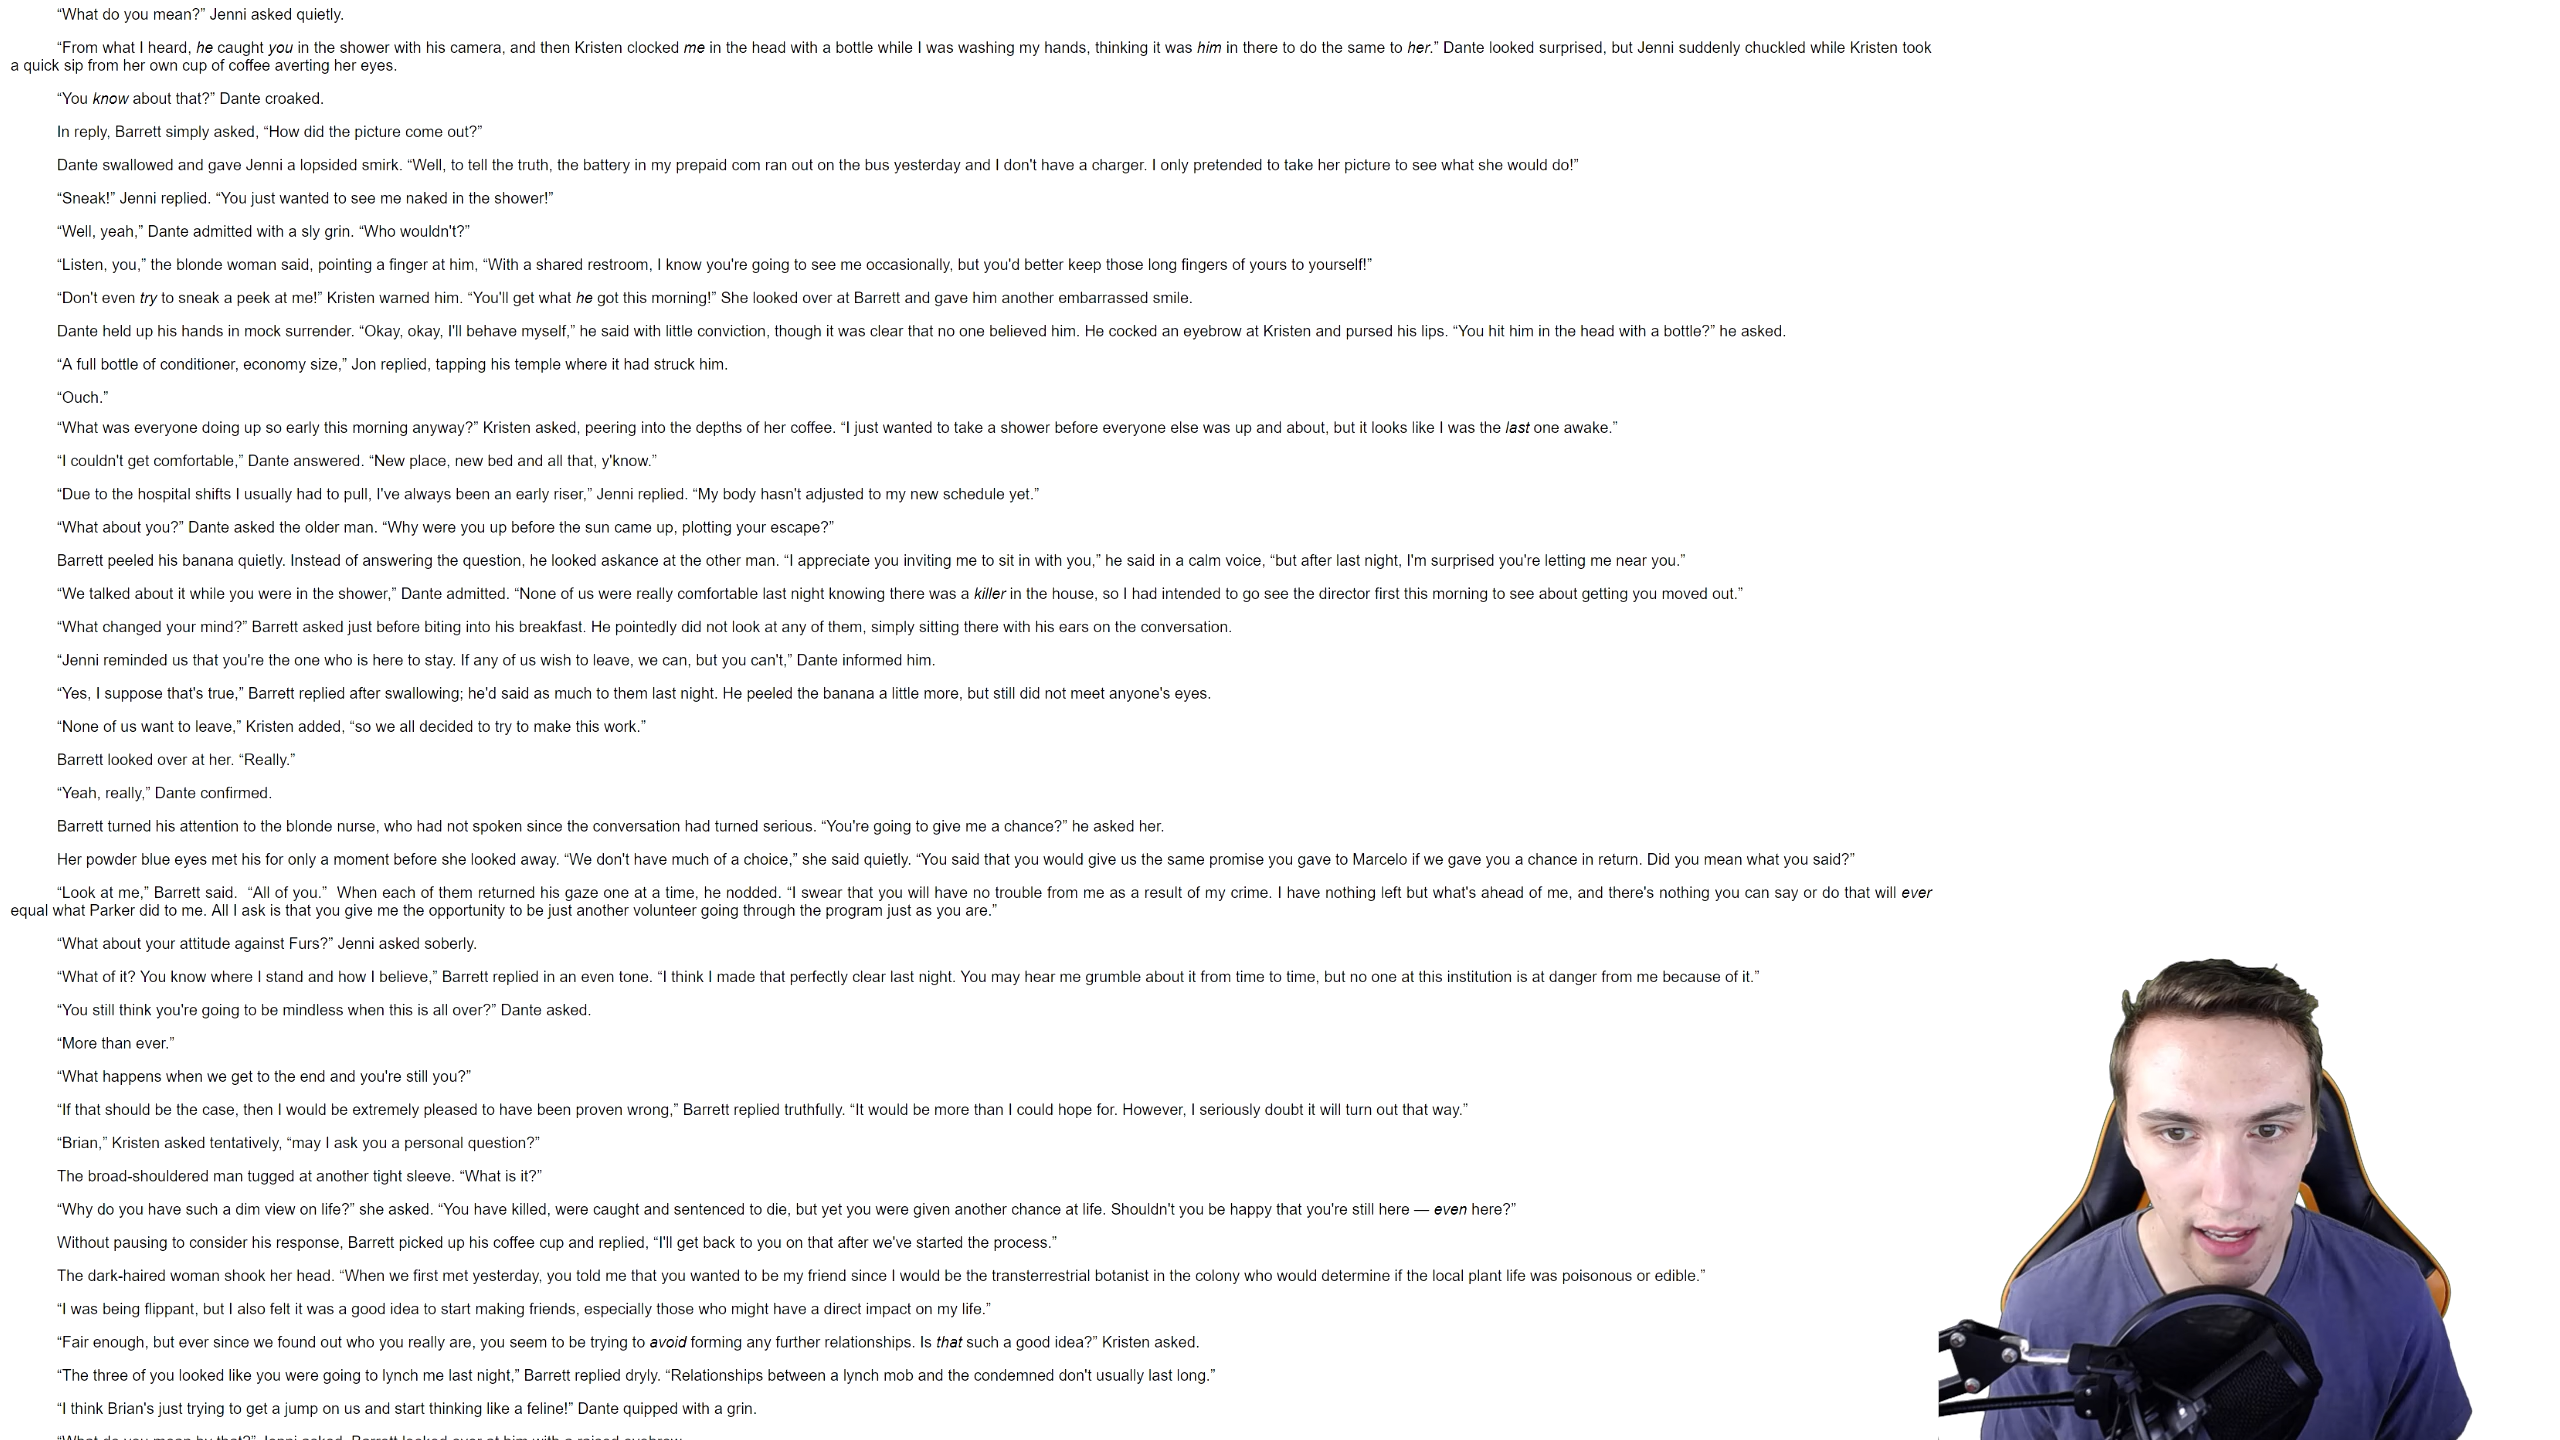 “What do you mean?” Jenni asked quietly.
“From what I heard, he caught you in the shower with his camera, and then Kristen clocked me in the head with a bottle while I was washing my hands, thinking it was him in there to do the same to her.” Dante looked surprised, but Jenni suddenly chuckled while Kristen took
a quick sip from her own cup of coffee averting her eyes.
“You know about that?” Dante croaked.
In reply, Barrett simply asked, “How did the picture come out?”
Dante swallowed and gave Jenni a lopsided smirk. “Well, to tell the truth, the battery in my prepaid com ran out on the bus yesterday and I don't have a charger. I only pretended to take her picture to see what she would do!”
“Sneak!” Jenni replied. “You just wanted to see me naked in the shower!”
“Well, yeah,” Dante admitted with a sly grin. “Who wouldn't?”
“Listen, you,” the blonde woman said, pointing a finger at him, “With a shared restroom, I know you're going to see me occasionally, but you'd better keep those long fingers of yours to yourself!”
“Don't even try to sneak a peek at me!” Kristen warned him. “You'll get what he got this morning!” She looked over at Barrett and gave him another embarrassed smile.
Dante held up his hands in mock surrender. “Okay, okay, I'll behave myself,” he said with little conviction, though it was clear that no one believed him. He cocked an eyebrow at Kristen and pursed his lips. “You hit him in the head with a bottle?” he asked.
“A full bottle of conditioner, economy size,” Jon replied, tapping his temple where it had struck him.
“Ouch.”
“What was everyone doing up so early this morning anyway?” Kristen asked, peering into the depths of her coffee. “I just wanted to take a shower before everyone else was up and about, but it looks like I was the last one awake.”
“I couldn't get comfortable,” Dante answered. “New place, new bed and all that, y'know.”
“Due to the hospital shifts I usually had to pull, I've always been an early riser,” Jenni replied. “My body hasn't adjusted to my new schedule yet.”
“What about you?” Dante asked the older man. “Why were you up before the sun came up, plotting your escape?”
Barrett peeled his banana quietly. Instead of answering the question, he looked askance at the other man. “I appreciate you inviting me to sit in with you,” he said in a calm voice, “but after last night, I'm surprised you're letting me near you.”
“We talked about it while you were in the shower,” Dante admitted. “None of us were really comfortable last night knowing there was a killer in the house, so I had intended to go see the director first this morning to see about getting you moved out.”
“What changed your mind?” Barrett asked just before biting into his breakfast. He pointedly did not look at any of them, simply sitting there with his ears on the conversation.
“Jenni reminded us that you're the one who is here to stay. If any of us wish to leave, we can, but you can't,” Dante informed him.
“Yes, I suppose that's true,” Barrett replied after swallowing; he'd said as much to them last night. He peeled the banana a little more, but still did not meet anyone's eyes.
“None of us want to leave,” Kristen added, “so we all decided to try to make this work.”
Barrett looked over at her. “Really.”
“Yeah, really,” Dante confirmed.
Barrett turned his attention to the blonde nurse, who had not spoken since the conversation had turned serious. “You're going to give me a chance?” he asked her.
Her powder blue eyes met his for only a moment before she looked away. “We don't have much of a choice,” she said quietly. “You said that you would give us the same promise you gave to Marcelo if we gave you a chance in return. Did you mean what you said?”
“Look at me,” Barrett said. “All of you.” When each of them returned his gaze one at a time, he nodded. “I swear that you will have no trouble from me as a result of my crime. I have nothing left but what's ahead of me, and there's nothing you can say or do that will ever
equal what Parker did to me. All I ask is that you give me the opportunity to be just another volunteer going through the program just as you are.”
“What about your attitude against Furs?” Jenni asked soberly.
“What of it? You know where I stand and how I believe,” Barrett replied in an even tone. “I think I made that perfectly clear last night. You may hear me grumble about it from time to time, but no one at this institution is at danger from me because of it.”
“You still think you're going to be mindless when this is all over?” Dante asked.
“More than ever.”
“What happens when we get to the end and you're still you?”
“If that should be the case, then I would be extremely pleased to have been proven wrong,” Barrett replied truthfully. “It would be more than I could hope for. However, I seriously doubt it will turn out that way.”
“Brian,” Kristen asked tentatively, “may I ask you a personal question?”
The broad-shouldered man tugged at another tight sleeve. “What is it?”
“Why do you have such a dim view on life?” she asked. “You have killed, were caught and sentenced to die, but yet you were given another chance at life. Shouldn't you be happy that you're still here — even here?”
Without pausing to consider his response, Barrett picked up his coffee cup and replied, “I'll get back to you on that after we've started the process.”
The dark-haired woman shook her head. “When we first met yesterday, you told me that you wanted to be my friend since I would be the transterrestrial botanist in the colony who would determine if the local plant life was poisonous or edible.”
“I was being flippant, but I also felt it was a good idea to start making friends, especially those who might have a direct impact on my life.”
“Fair enough, but ever since we found out who you really are, you seem to be trying to avoid forming any further relationships. Is that such a good idea?” Kristen asked.
“The three of you looked like you were going to lynch me last night,” Barrett replied dryly. “Relationships between a lynch mob and the condemned don't usually last long.”
“I think Brian's just trying to get a jump on us and start thinking like a feline!” Dante quipped with a grin.
“What do you mean by that?” Jenni asked. Barrett looked over at him with a raised eyebrow.